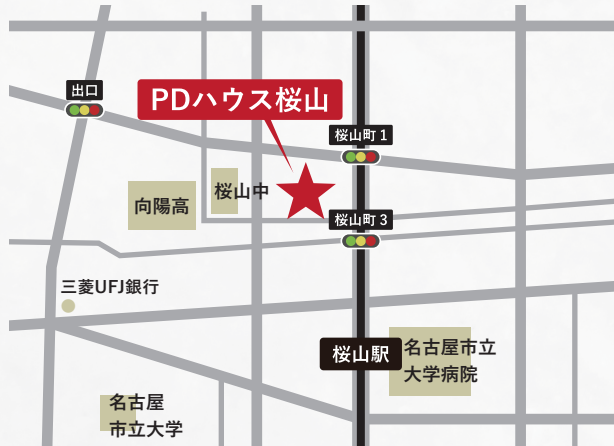 出口
PDハウス桜山
桜山町1
桜山中
向陽高
桜山町3
三菱UFJ銀行
桜山駅
名古屋市立
大学病院
名古屋
市立大学